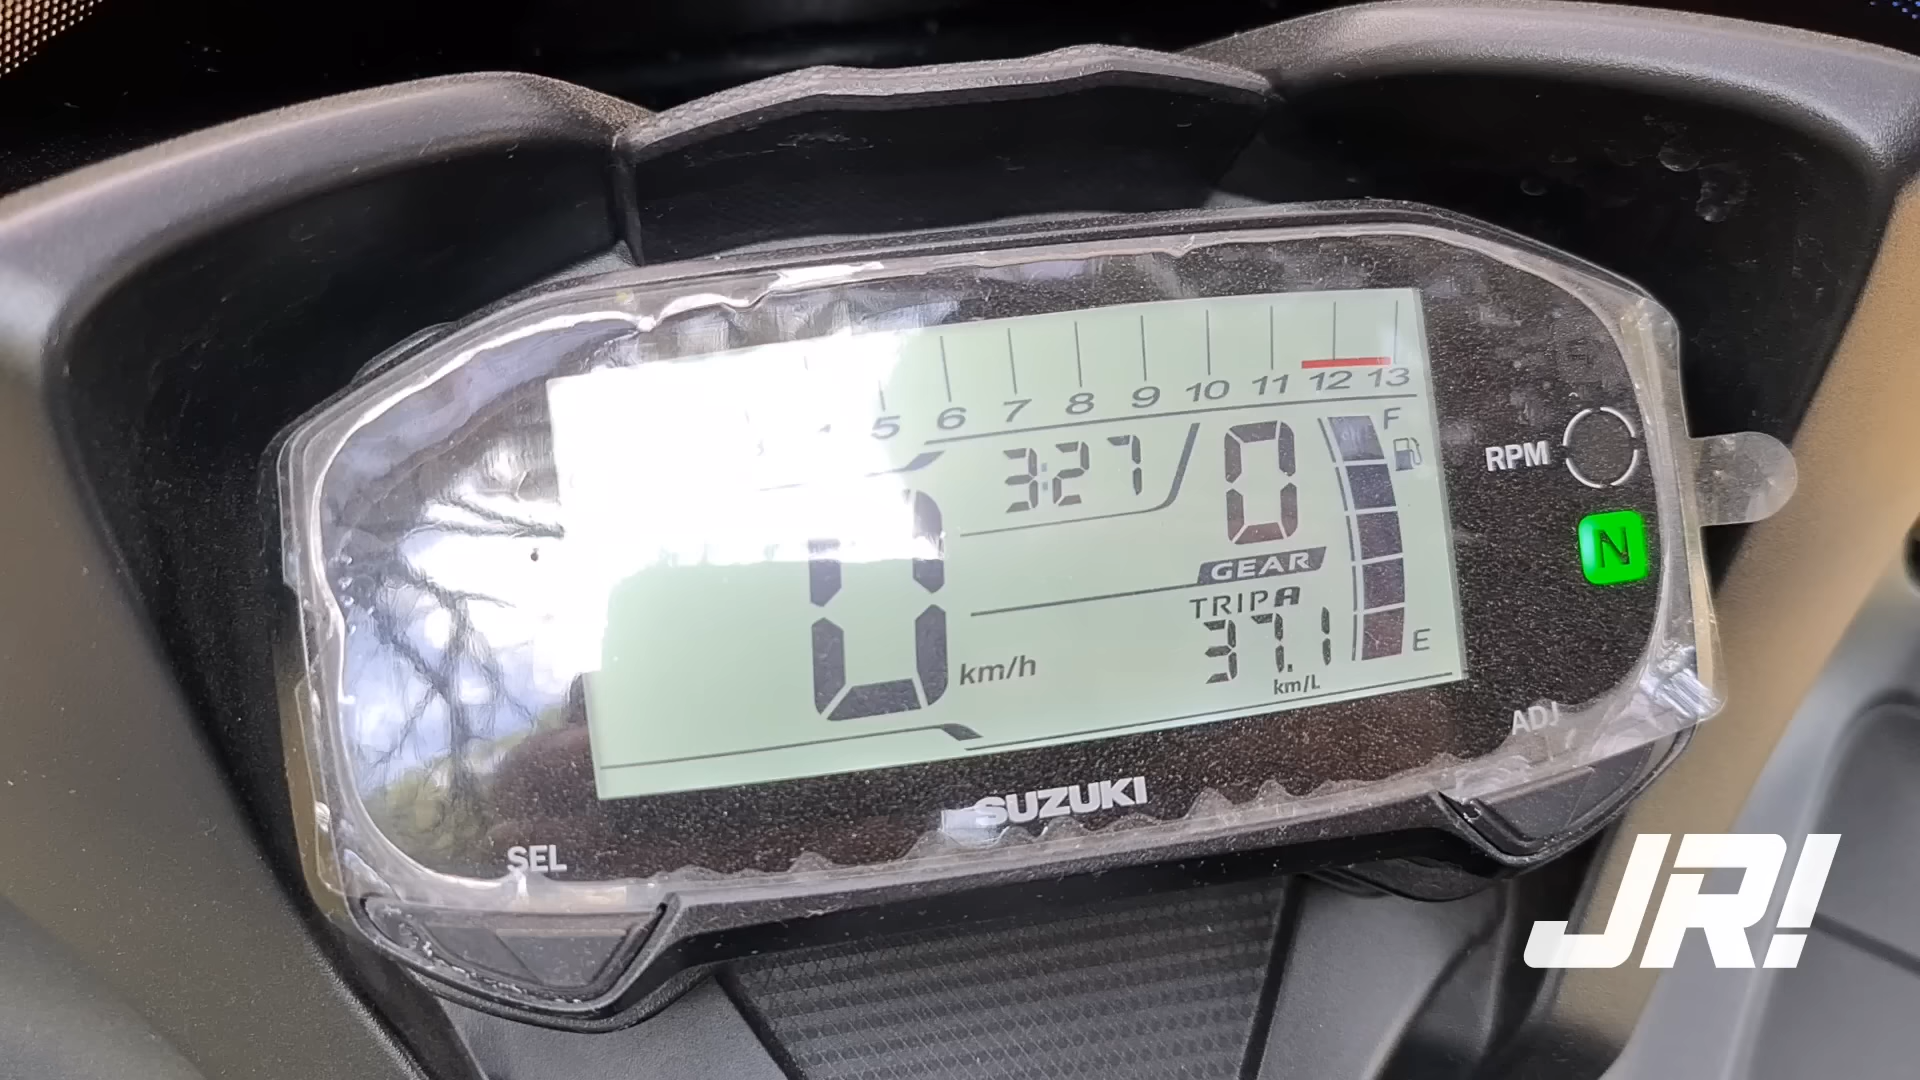 5 6 7 8 9 10 11 12 13
3:27
0
F
RPM
N
GEAR
0 km/h
TRIP A
37.1
km/L
E
ADJ
SUZUKI
SEL
JR!